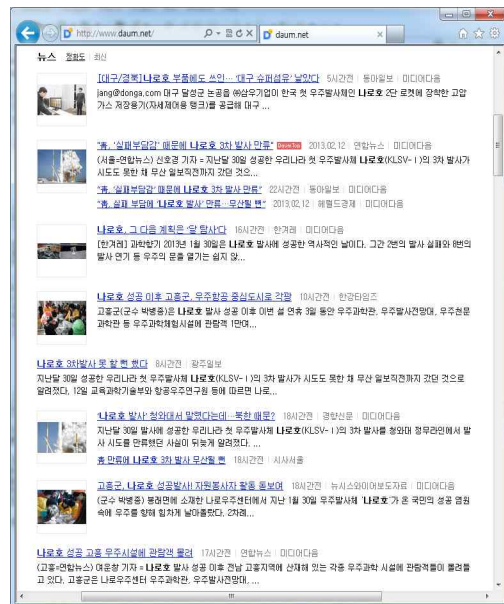 http://www.daum.net/
daum.net
뉴스 정확도 | 최신
[대구/경북]나로호 부품에도 쓰인… '대구 슈퍼섬유' 날았다 5시간전 | 동아일보 | 미디어다음
jang@donga.com 대구 달성군 논공읍 ㈜삼우기업이 한국 첫 우주발사체인 나로호 2단 로켓에 장착한 고압
가스 저장용기(자세제어용 탱크)를 공급해 대구 ...
"靑, '실패부담감' 때문에 나로호 3차 발사 만류" 2013.02.12 | 연합뉴스 | 미디어다음
(서울=연합뉴스) 신호경 기자 = 지난달 30일 성공한 우리나라 첫 우주발사체 나로호(KLSV-Ⅰ)의 3차 발사가
시도도 못한 채 무산 일보직전까지 갔던 것으...
"靑, '실패부담감' 때문에 나로호 3차 발사 만류" 22시간전 | 동아일보 | 미디어다음
"靑, 실패 부담에 '나로호 발사' 만류…무산될 뻔" 2013.02.12 | 헤럴드경제 | 미디어다음
나로호, 그 다음 계획은 '달 탐사'다 16시간전 | 한겨레 | 미디어다음
[한겨레] 과학향기 2013년 1월 30일은 나로호 발사에 성공한 역사적인 날이다. 그간 2번의 발사 실패와 8번의
발사 연기 등 우주의 문을 열기는 쉽지 않...
나로호 성공 이후 고흥군, 우주항공 중심도시로 각광 10시간전 | 한강타임즈
고흥군(군수 박병종)은 나로호 발사 성공 이후 이번 설 연휴 3일 동안 우주과학관, 우주발사전망대, 우주천문
과학관 등 우주과학체험시설에 관람객 1만여...
나로호 3차발사 못 할 뻔 했다 8시간전 | 광주일보
지난달 30일 성공한 우리나라 첫 우주발사체 나로호(KLSV-Ⅰ)의 3차 발사가 시도도 못한 채 무산 일보직전까지 갔던 것으로
알려졌다. 12일 교육과학기술부와 항공우주연구원 등에 따르면 나로...
'나로호 발사' 청와대서 말렸다는데…북한 때문? 18시간전 | 경향신문 | 미디어다음
지난달 30일 발사에 성공한 우주발사체 나로호(KLSV-Ⅰ)의 3차 발사를 청와대 정무라인에서 발
사 시도를 만류했던 사실이 뒤늦게 알려졌다. ...
靑 만류에 나로호 3차 발사 무산될 뻔 18시간전 | 시사서울
고흥군, 나로호 성공발사! 자원봉사자 활동 돋보여 18시간전 | 뉴시스와이어보도자료 | 미디어다음
(군수 박병종) 봉래면에 소재한 나로우주센터에서 지난 1월 30일 우주발사체 '나로호'가 온 국민의 성공 염원
속에 우주를 향해 힘차게 날아올랐다. 2차례...
나로호 성공 고흥 우주시설에 관람객 몰려 17시간전 | 연합뉴스 | 미디어다음
(고흥=연합뉴스) 여운창 기자 = 나로호 발사 성공 이후 전남 고흥지역에 산재해 있는 각종 우주과학 시설에 관람객들이 몰려들
고 있다. 고흥군은 나로우주센터 우주과학관, 우주발사전망대, ...